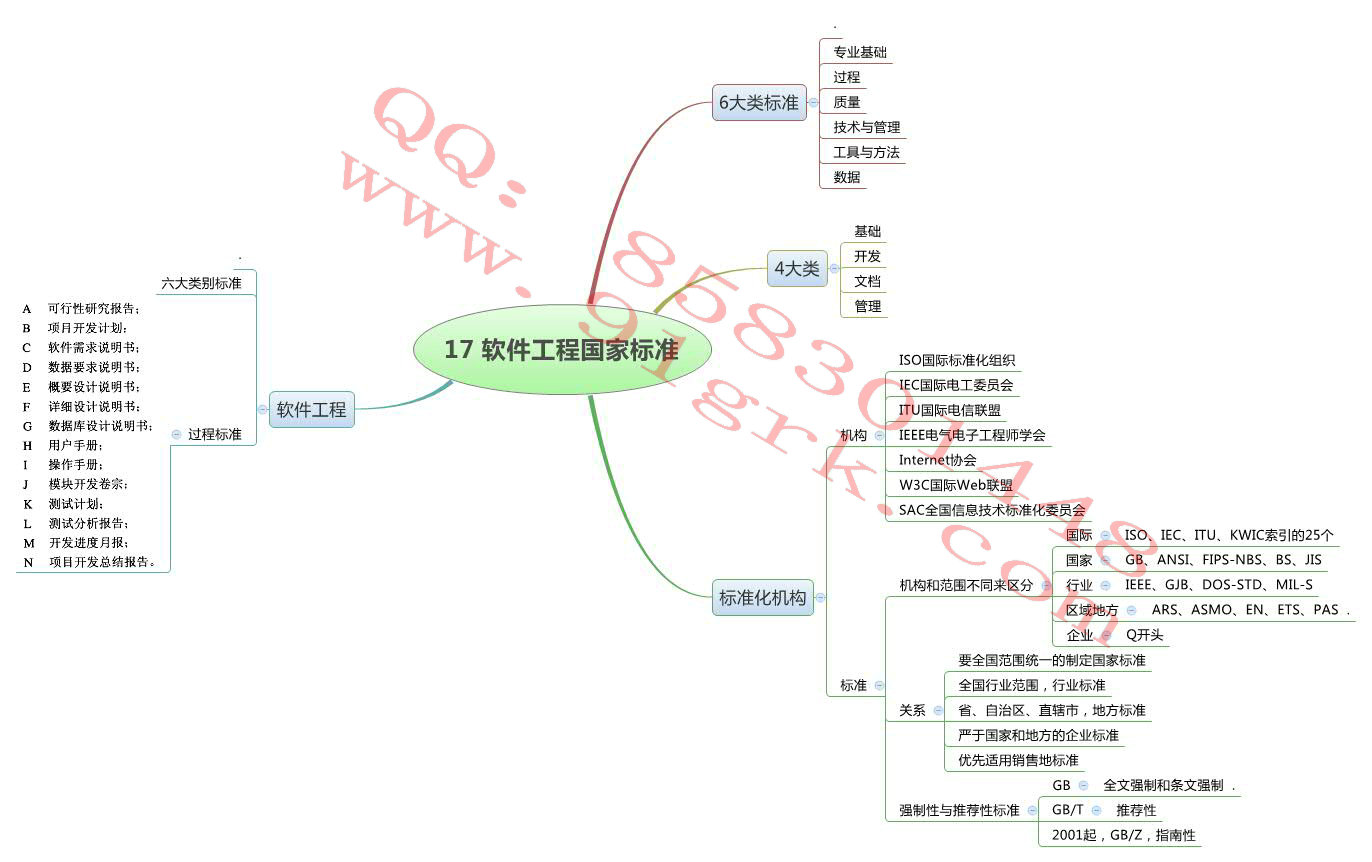 17 软件工程国家标准
6大类标准
专业基础
过程
质量
技术与管理
工具与方法
数据
4大类
基础
开发
文档
管理
标准化机构
机构
ISO国际标准化组织
IEC国际电工委员会
ITU国际电信联盟
IEEE电气电子工程师学会
Internet协会
W3C国际Web联盟
SAC全国信息技术标准化委员会
标准
机构和范围不同来区分
国际
ISO、IEC、ITU、KWIC索引的25个
国家
GB、ANSI、FIPS-NBS、BS、JIS
行业
IEEE、GJB、DOS-STD、MIL-S
区域地方
ARS、ASMO、EN、ETS、PAS .
企业
Q开头
关系
要全国范围统一的制定国家标准
全国行业范围，行业标准
省、自治区、直辖市，地方标准
严于国家和地方的企业标准
优先适用销售地标准
强制性与推荐性标准
GB
全文强制和条文强制 .
GB/T
推荐性
2001起，GB/Z，指南性
软件工程
六大类别标准
过程标准
A 可行性研究报告；
B 项目开发计划；
C 软件需求说明书；
D 数据要求说明书；
E 概要设计说明书；
F 详细设计说明书；
G 数据库设计说明书；
H 用户手册；
I 操作手册；
J 模块开发卷宗；
K 测试计划；
L 测试分析报告；
M 开发进度月报；
N 项目开发总结报告。
QQ: 858301448
www.91grk.com